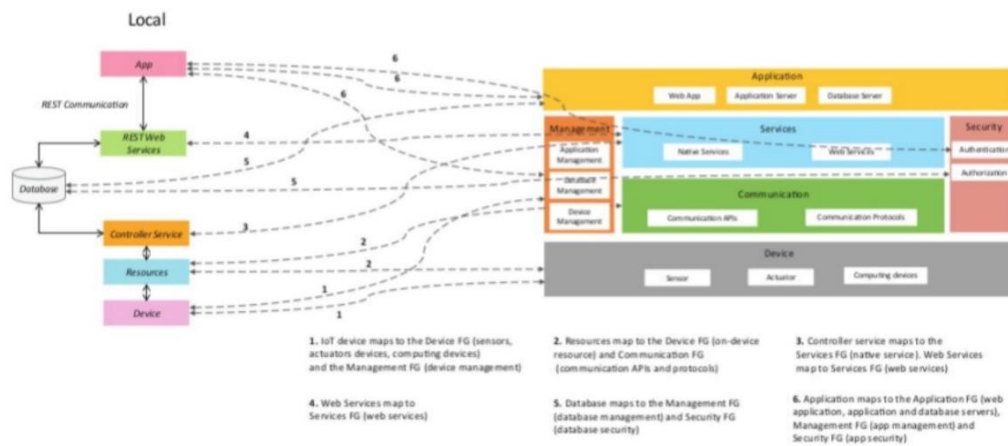 Local
App
REST Communication
REST Web
Services
Database
Controller Service
Resources
Device
6
6
6
4
5
5
3
2
2
1
1
Application
Web App
Application Server
Database Server
Management
Application
Management
Database
Management
Device
Management
Services
Native Services
Web Services
Security
Authentication
Authorization
Communication
Communication APIs
Communication Protocols
Device
Sensor
Actuator
Computing devices
1. IoT device maps to the Device FG (sensors,
actuators devices, computing devices)
and the Management FG (device management)
2. Resources map to the Device FG (on-device
resource) and Communication FG
(communication APIs and protocols)
3. Controller service maps to the
Services FG (native service). Web Services
map to Services FG (web services)
4. Web Services map to
Services FG (web services)
5. Database maps to the Management FG
(database management) and Security FG
(database security)
6. Application maps to the Application FG (web
application, application and database servers),
Management FG (app management) and
Security FG (app security)